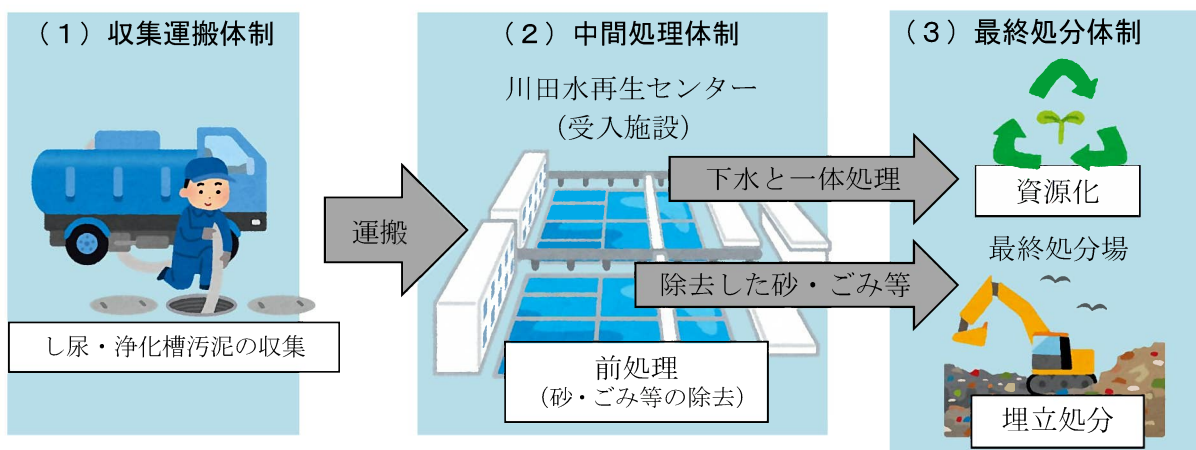 （１）収集運搬体制
し尿・浄化槽汚泥の収集
運搬
（２）中間処理体制
川田水再生センター
（受入施設）
前処理
（砂・ごみ等の除去）
下水と一体処理
除去した砂・ごみ等
（３）最終処分体制
資源化
最終処分場
埋立処分